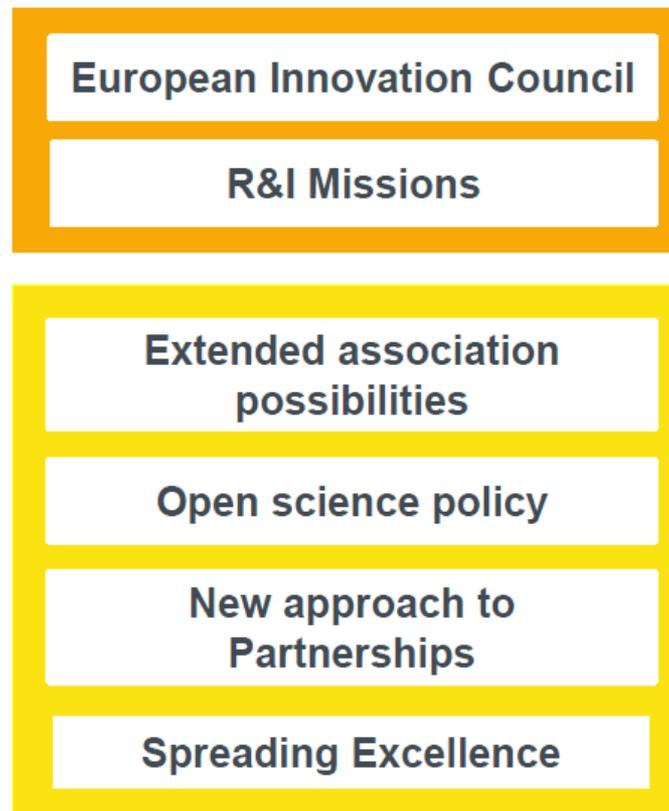 European Innovation Council
R&I Missions
Extended association
possibilities
Open science policy
New approach to
Partnerships
Spreading Excellence